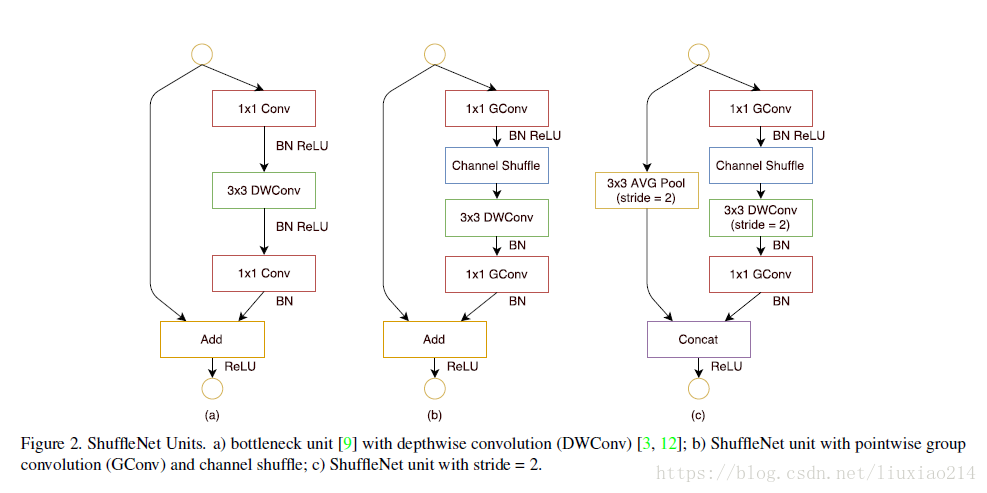 1x1 Conv
BN ReLU
3x3 DWConv
BN ReLU
1x1 Conv
BN
Add
ReLU
(a)
1x1 GConv
BN ReLU
Channel Shuffle
3x3 DWConv
BN
1x1 GConv
BN
Add
ReLU
(b)
3x3 AVG Pool
(stride = 2)
1x1 GConv
BN ReLU
Channel Shuffle
3x3 DWConv
(stride = 2)
BN
1x1 GConv
BN
Concat
ReLU
(c)
Figure 2. ShuffleNet Units. a) bottleneck unit [9] with depthwise convolution (DWConv) [3, 12]; b) ShuffleNet unit with pointwise group
convolution (GConv) and channel shuffle; c) ShuffleNet unit with stride = 2.
https://blog.csdn.net/liuxiao214